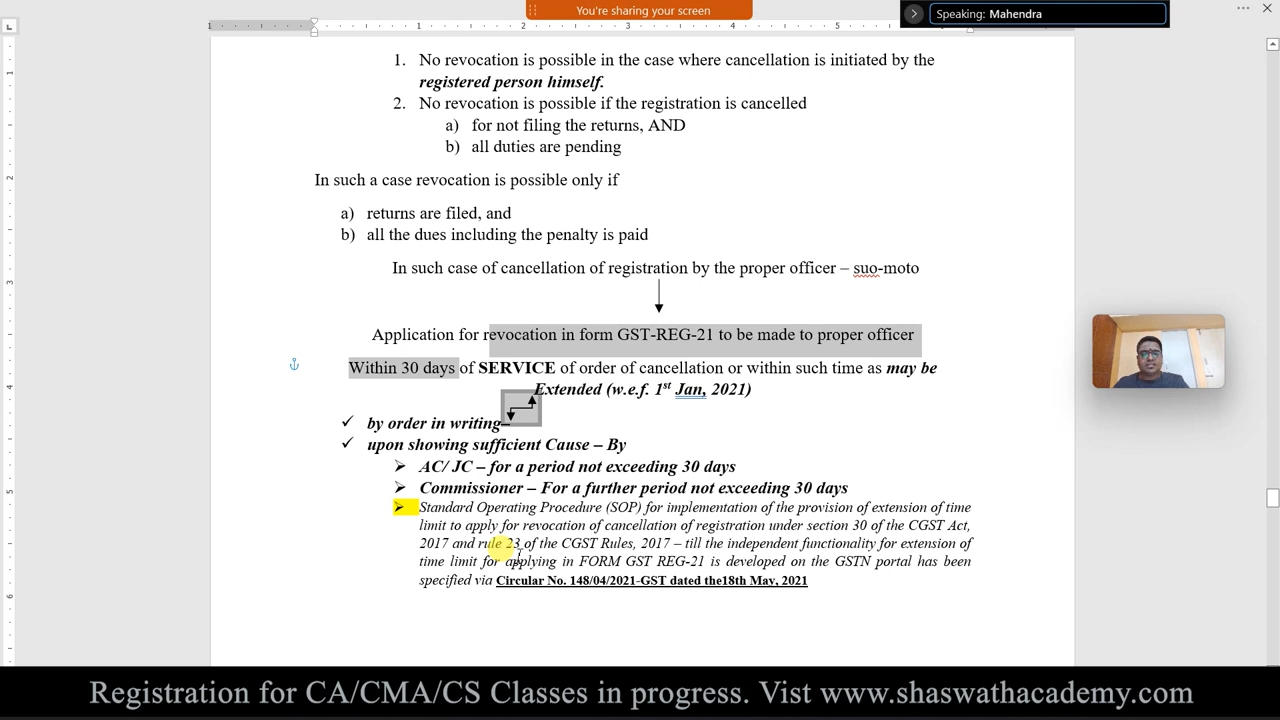 You're sharing your screen
Speaking: Mahendra
1. No revocation is possible in the case where cancellation is initiated by the
registered person himself.
2. No revocation is possible if the registration is cancelled
a) for not filing the returns, AND
b) all duties are pending
In such a case revocation is possible only if
a) returns are filed, and
b) all the dues including the penalty is paid
In such case of cancellation of registration by the proper officer – suo-moto
Application for revocation in form GST-REG-21 to be made to proper officer
Within 30 days of SERVICE of order of cancellation or within such time as may be
Extended (w.e.f. 1st Jan, 2021)
✓ by order in writing–
✓ upon showing sufficient Cause – By
➢ AC/ JC – for a period not exceeding 30 days
➢ Commissioner – For a further period not exceeding 30 days
➢ Standard Operating Procedure (SOP) for implementation of the provision of extension of time
limit to apply for revocation of cancellation of registration under section 30 of the CGST Act,
2017 and rule 23 of the CGST Rules, 2017 – till the independent functionality for extension of
time limit for applying in FORM GST REG-21 is developed on the GSTN portal has been
specified via Circular No. 148/04/2021-GST dated the18th May, 2021
Registration for CA/CMA/CS Classes in progress. Vist www.shaswathacademy.com